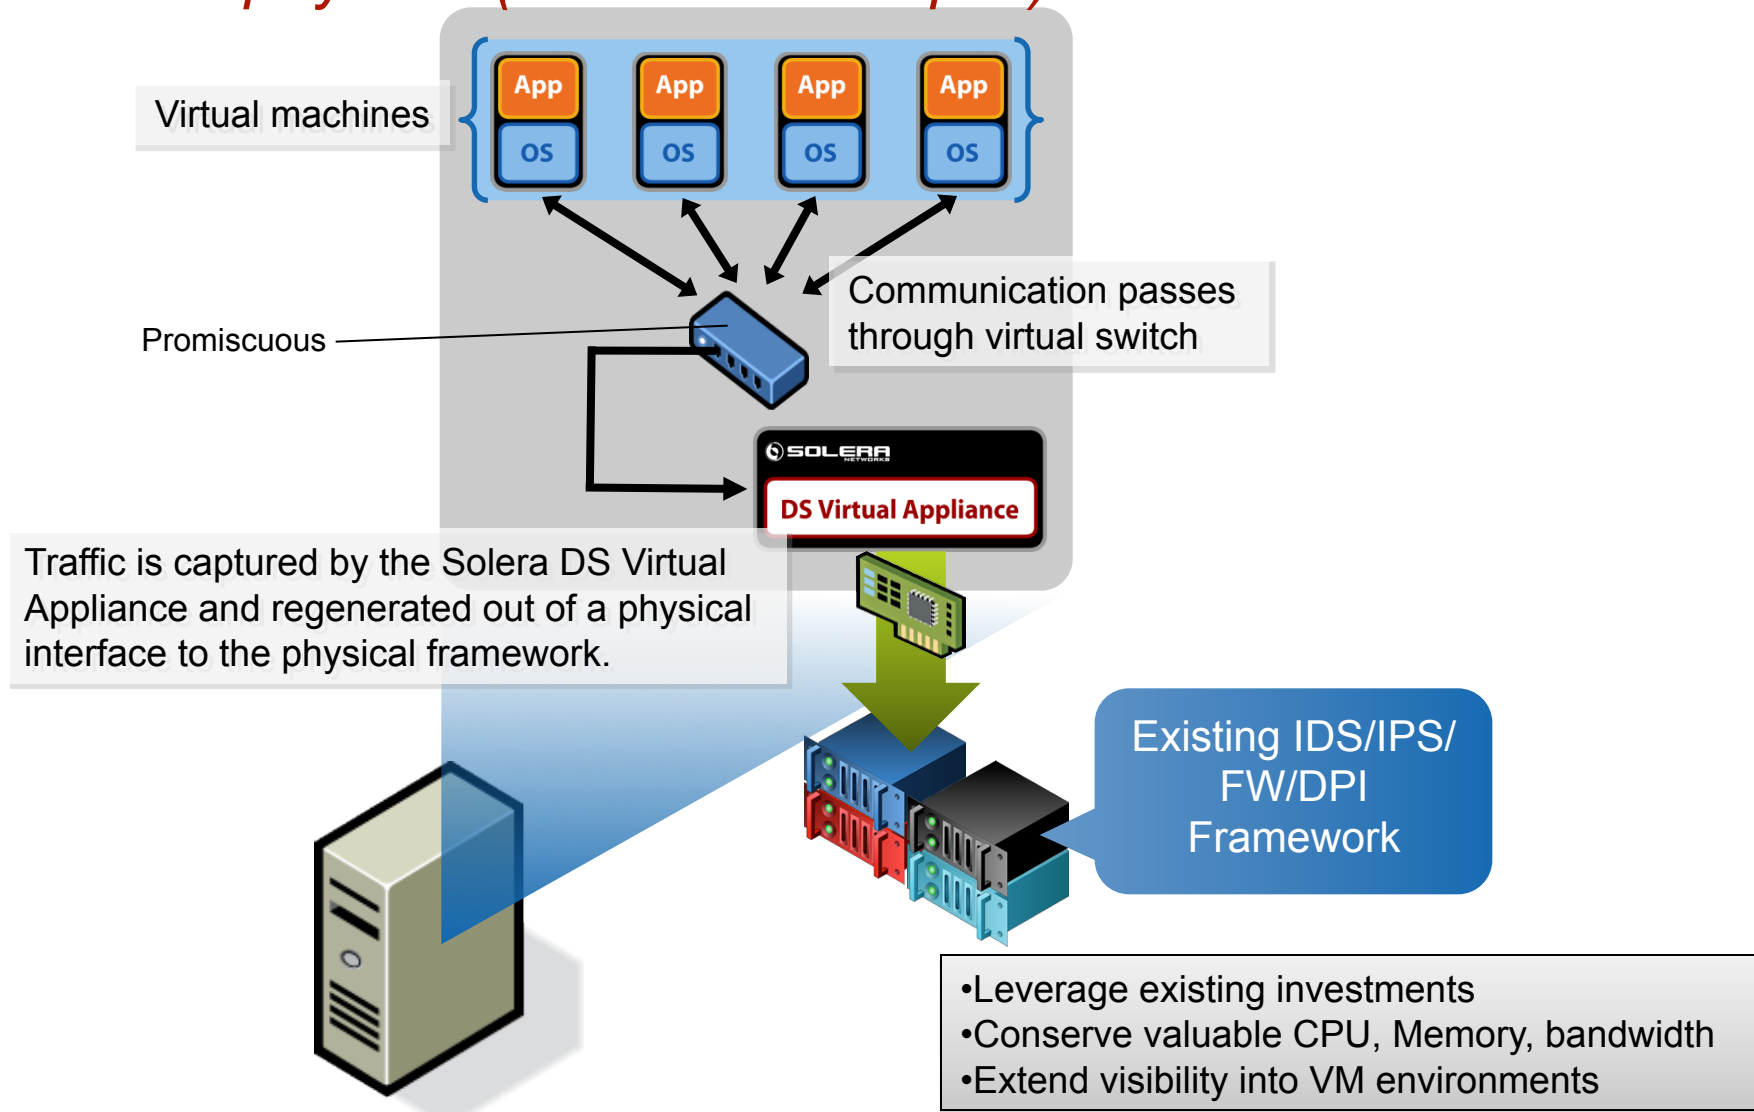 App App App App
Virtual machines
OS OS OS OS
Communication passes
through virtual switch
Promiscuous
SOLERA
NETWORKS
DS Virtual Appliance
Traffic is captured by the Solera DS Virtual
Appliance and regenerated out of a physical
interface to the physical framework.
Existing IDS/IPS/
FW/DPI
Framework
•Leverage existing investments
•Conserve valuable CPU, Memory, bandwidth
•Extend visibility into VM environments